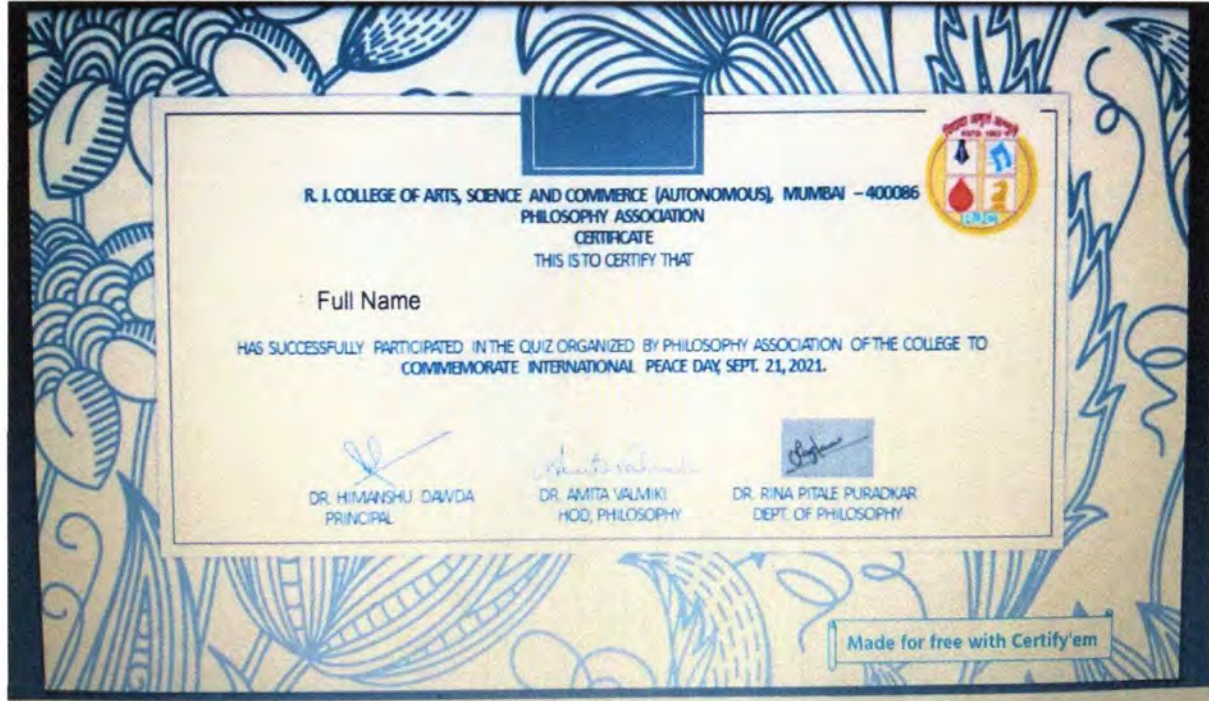 R. J. COLLEGE OF ARTS, SCIENCE AND COMMERCE (AUTONOMOUS), MUMBAI – 400086
PHILOSOPHY ASSOCIATION
CERTIFICATE
THIS IS TO CERTIFY THAT
Full Name
HAS SUCCESSFULLY PARTICIPATED IN THE QUIZ ORGANIZED BY PHILOSOPHY ASSOCIATION OF THE COLLEGE TO
COMMEMORATE INTERNATIONAL PEACE DAY, SEPT. 21, 2021.
DR. HIMANSHU DAWDA
PRINCIPAL
DR. AMITA VALMIKI
HOD, PHILOSOPHY
DR. RINA PITALE PURADKAR
DEPT. OF PHILOSOPHY
RJC
Made for free with Certify'em